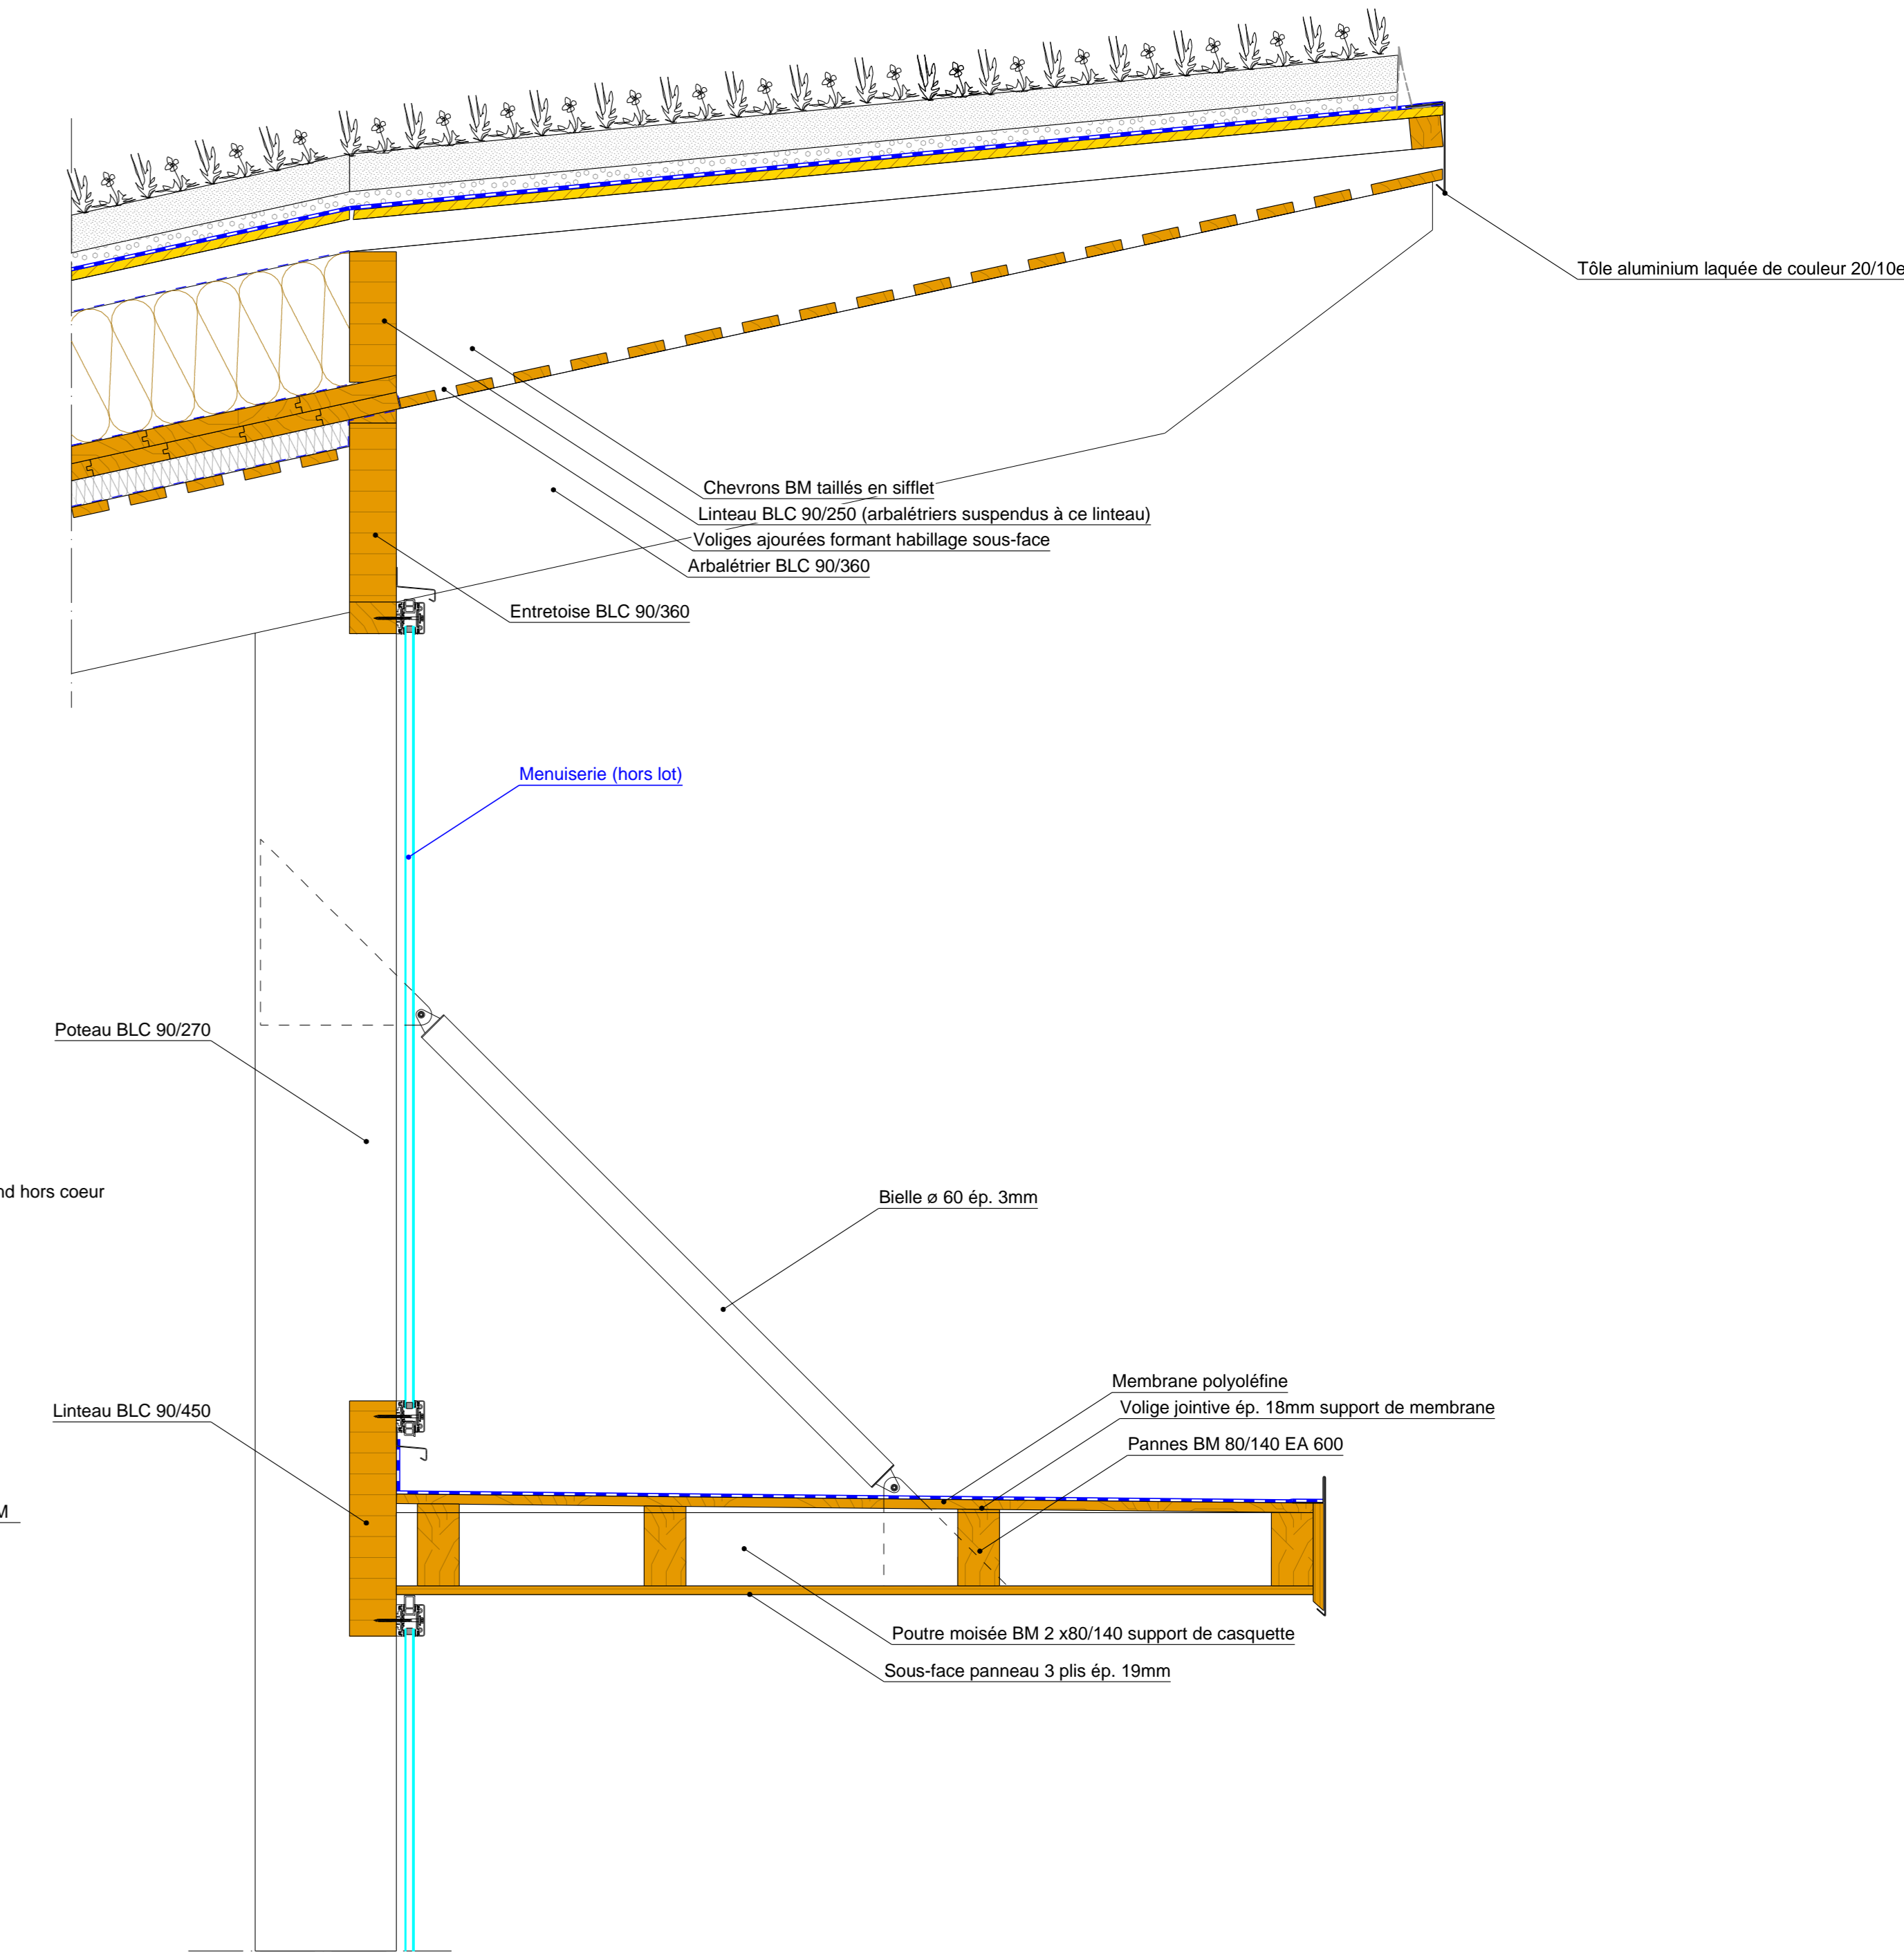 Tôle aluminium laquée de couleur 20/10e
Chevrons BM taillés en sifflet
Linteau BLC 90/250 (arbalétriers suspendus à ce linteau)
Voliges ajourées formant habillage sous-face
Arbalétrier BLC 90/360
Entretoise BLC 90/360
Menuiserie (hors lot)
Poteau BLC 90/270
nd hors coeur
Bielle ø 60 ép. 3mm
Membrane polyoléfine
Linteau BLC 90/450
Volige jointive ép. 18mm support de membrane
Pannes BM 80/140 EA 600
M
Poutre moisée BM 2 x80/140 support de casquette
Sous-face panneau 3 plis ép. 19mm